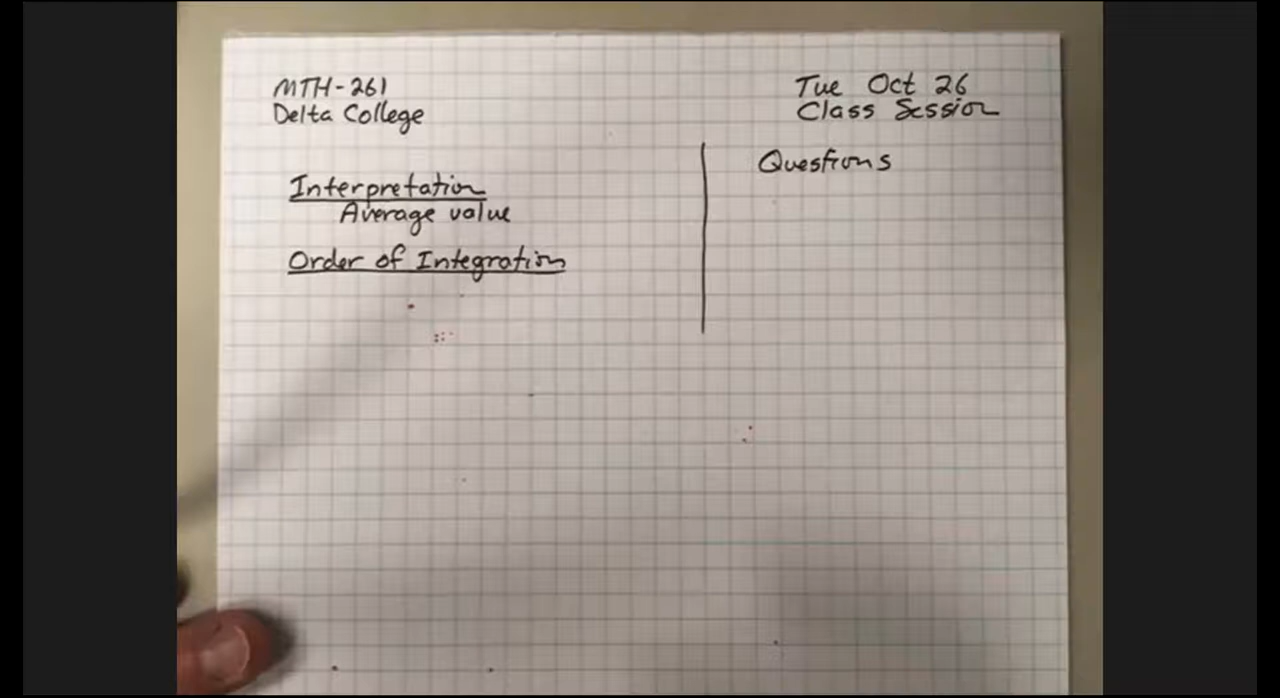 MTH-261
Delta College
Tue Oct 26
Class Session
Interpretation
Average value
Order of Integration
Questions